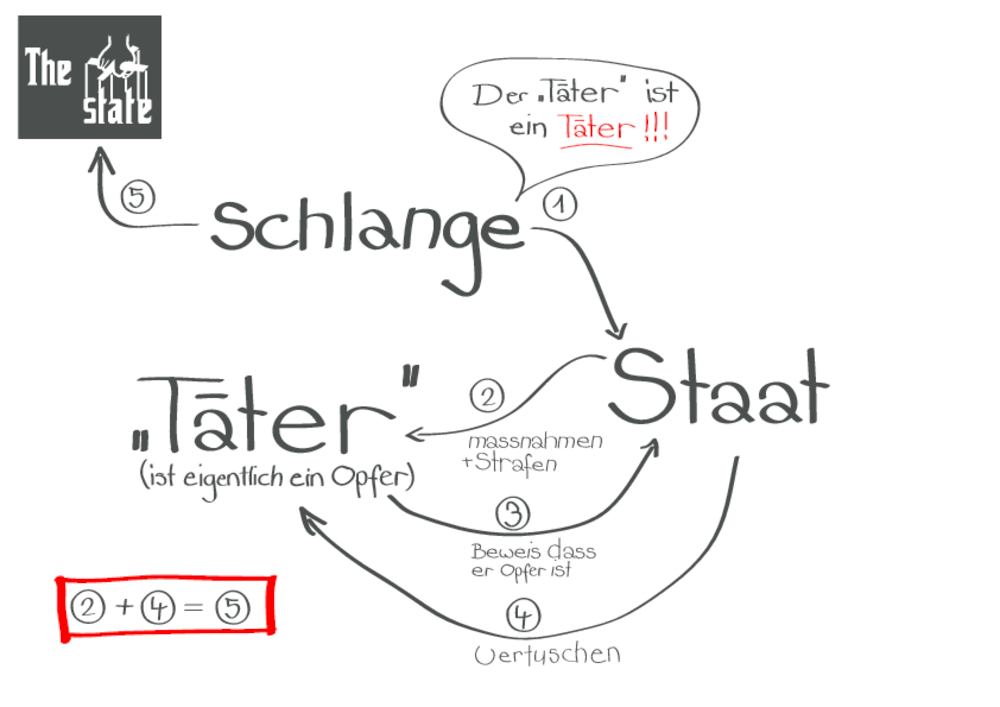 The
state
Der „Täter" ist
ein Täter !!!
5
Schlange
1
„Täter"
(ist eigentlich ein Opfer)
2
massnahmen
+Strafen
Staat
3
Beweis dass
er Opfer ist
2 + 4 = 5
4
Vertuschen